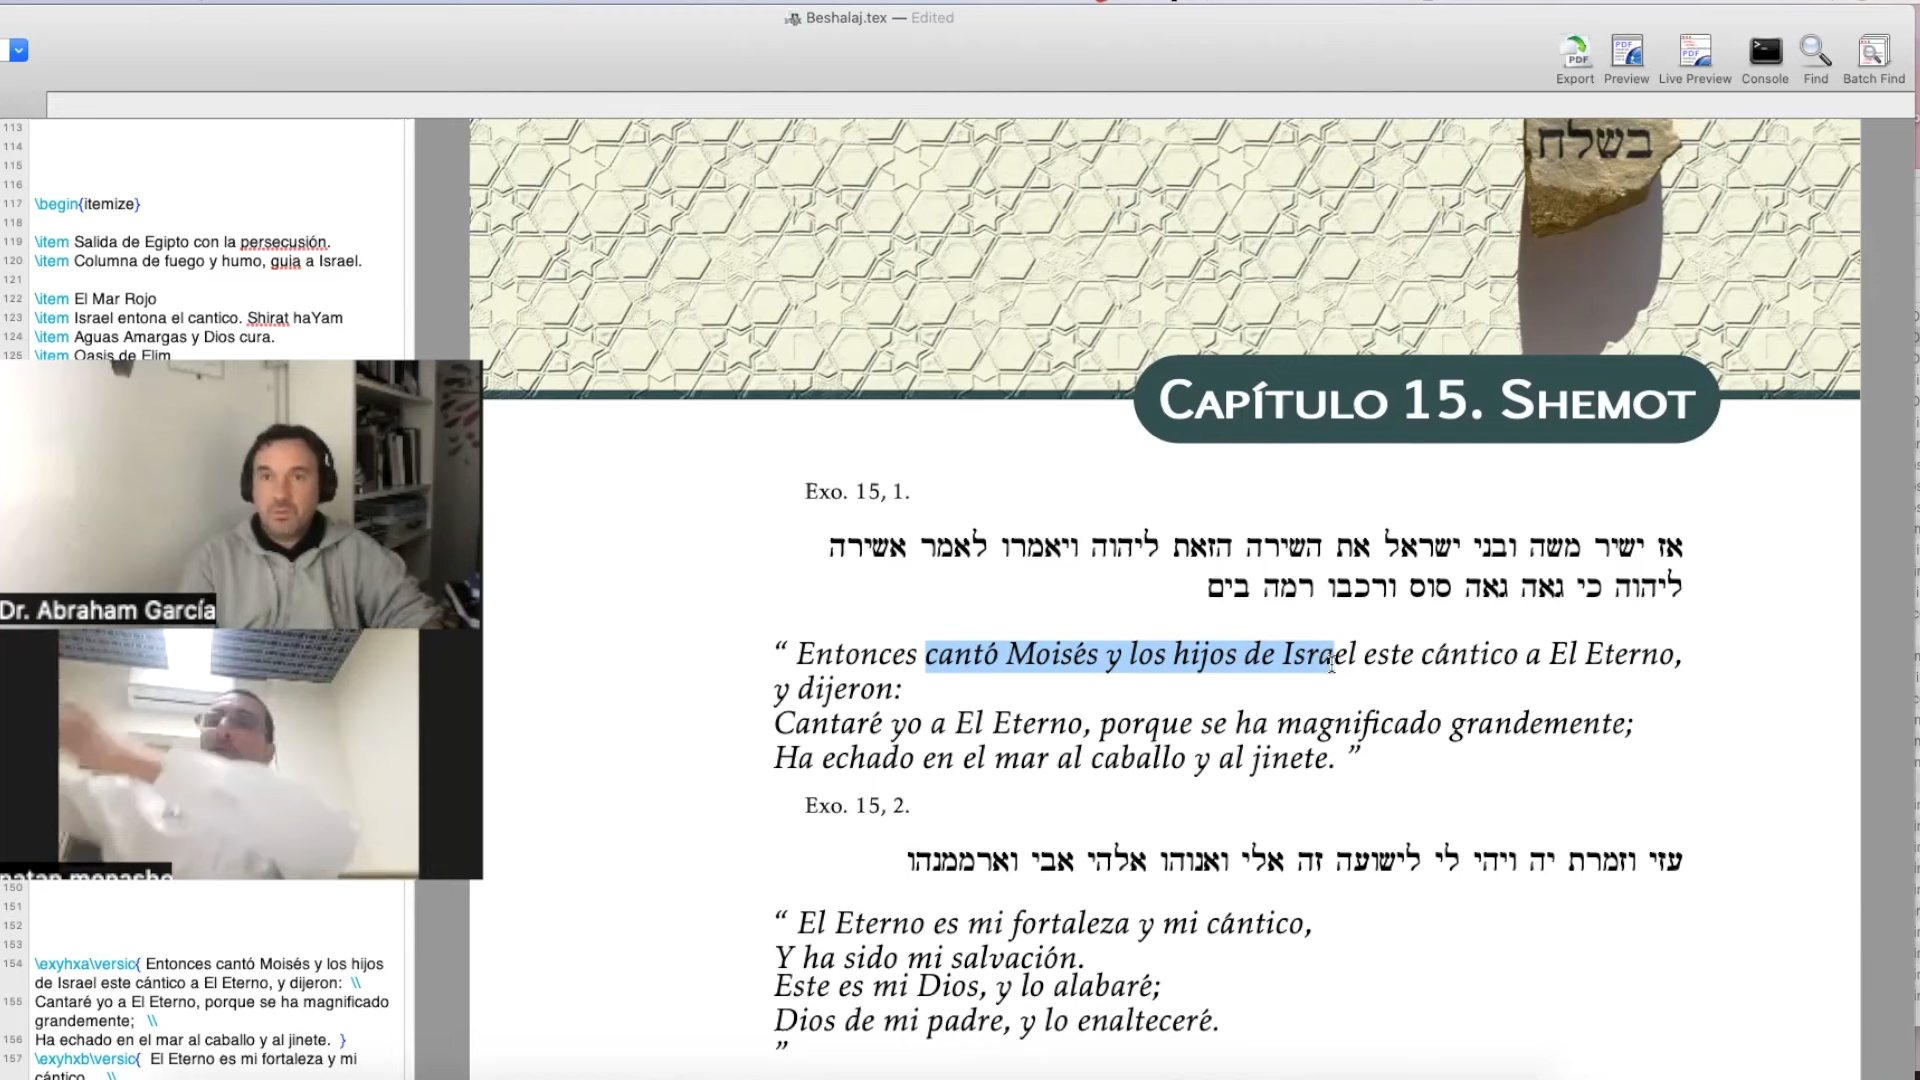 Beshalaj.tex — Edited
Export
Preview
Live Preview
Console
Find
Batch Find
113
114
115
116
117 \begin{itemize}
118
119 \item Salida de Egipto con la persecusión.
120 \item Columna de fuego y humo, guia a Israel.
121
122 \item El Mar Rojo
123 \item Israel entona el cantico. Shirat haYam
124 \item Aguas Amargas y Dios cura.
125 \item Oasis de Elim
Dr. Abraham García
natan menashe
150
151
152
153
154 \exyhxa\versic{ Entonces cantó Moisés y los hijos
de Israel este cántico a El Eterno, y dijeron: \\
155 Cantaré yo a El Eterno, porque se ha magnificado
grandemente; \\
156 Ha echado en el mar al caballo y al jinete. }
157 \exyhxb\versic{ El Eterno es mi fortaleza y mi
cántico, \\
בשלח
Capítulo 15. Shemot
Exo. 15, 1.
אז ישיר משה ובני ישראל את השירה הזאת ליהוה ויאמרו לאמר אשירה
ליהוה כי גאה גאה סוס ורכבו רמה בים
“ Entonces cantó Moisés y los hijos de Israel este cántico a El Eterno,
y dijeron:
Cantaré yo a El Eterno, porque se ha magnificado grandemente;
Ha echado en el mar al caballo y al jinete. ”
Exo. 15, 2.
עזי וזמרת יה ויהי לי לישועה זה אלי ואנוהו אלהי אבי וארממנהו
“ El Eterno es mi fortaleza y mi cántico,
Y ha sido mi salvación.
Este es mi Dios, y lo alabaré;
Dios de mi padre, y lo enalteceré.
”